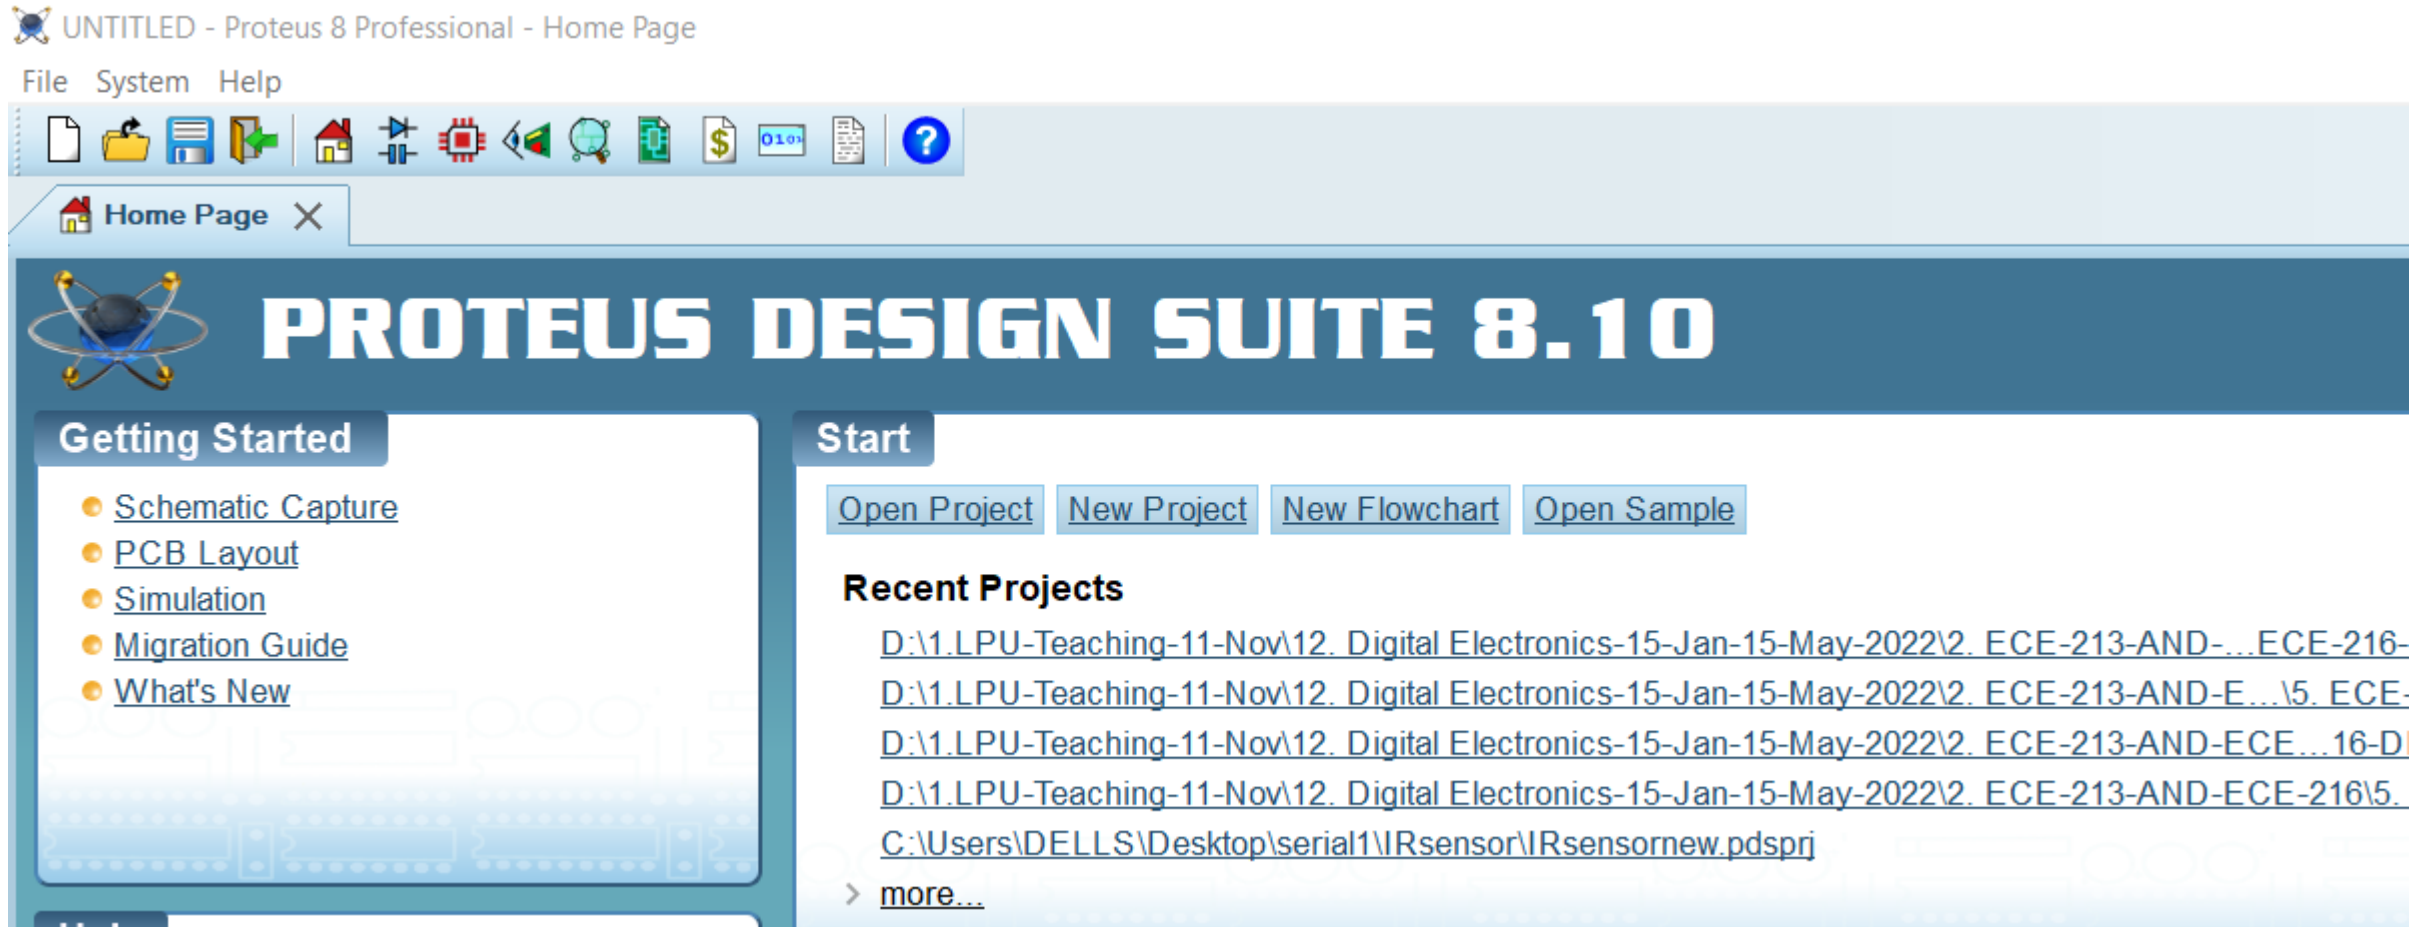 UNTITLED - Proteus 8 Professional - Home Page
File System Help
$ 0101 ?
Home Page
PROTEUS DESIGN SUITE 8.10
Getting Started
Schematic Capture
PCB Layout
Simulation
Migration Guide
What's New
Start
Open Project New Project New Flowchart Open Sample
Recent Projects
D:\1.LPU-Teaching-11-Nov\12. Digital Electronics-15-Jan-15-May-2022\2. ECE-213-AND-...ECE-216-
D:\1.LPU-Teaching-11-Nov\12. Digital Electronics-15-Jan-15-May-2022\2. ECE-213-AND-E...\5. ECE-
D:\1.LPU-Teaching-11-Nov\12. Digital Electronics-15-Jan-15-May-2022\2. ECE-213-AND-ECE...16-D
D:\1.LPU-Teaching-11-Nov\12. Digital Electronics-15-Jan-15-May-2022\2. ECE-213-AND-ECE-216\5.
C:\Users\DELLS\Desktop\serial1\IRsensor\IRsensornew.pdsprj
more...